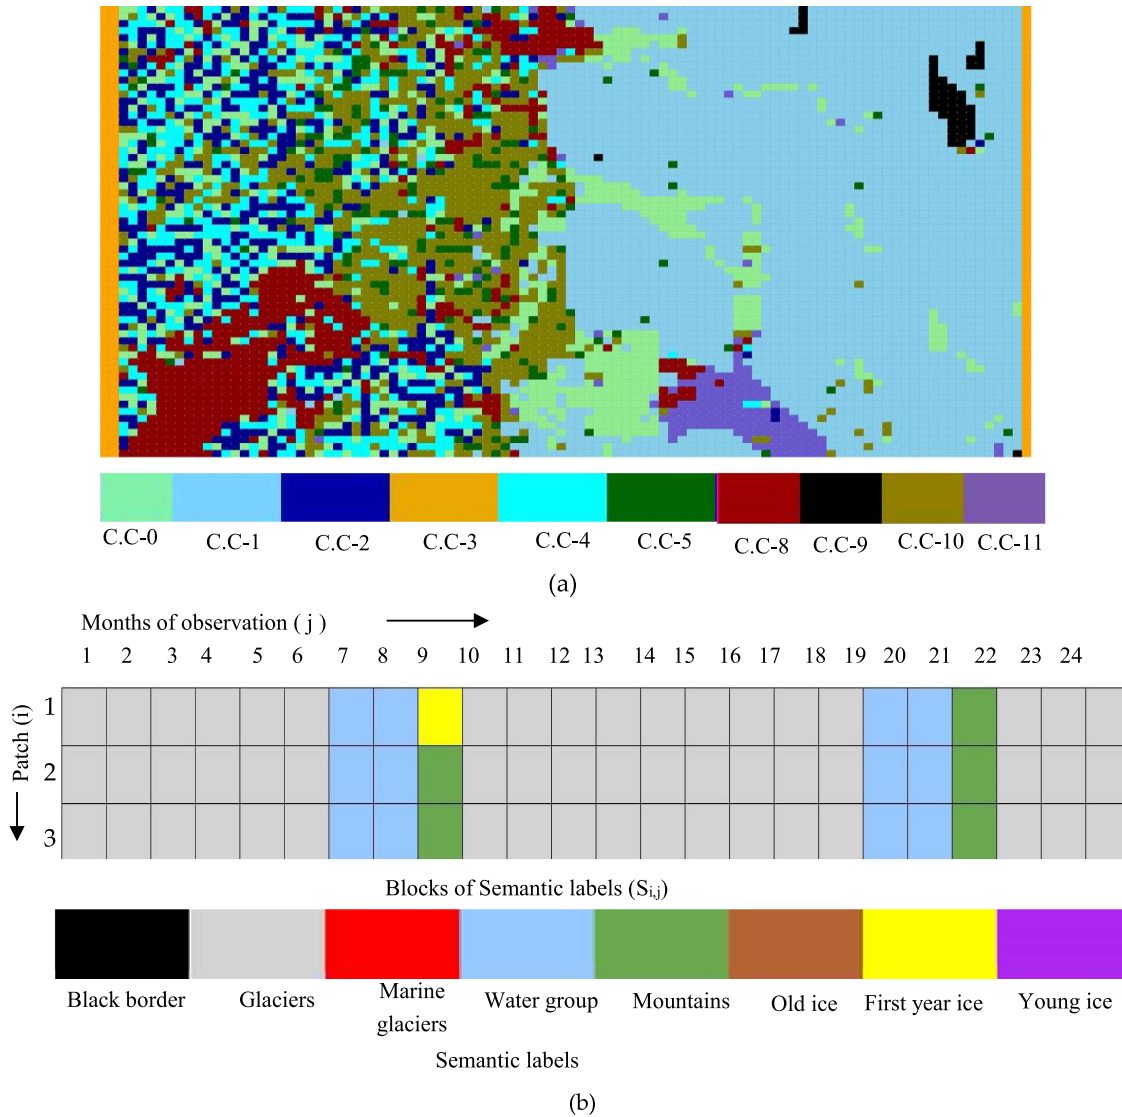 C.C-0 C.C-1 C.C-2 C.C-3 C.C-4 C.C-5 C.C-8 C.C-9 C.C-10 C.C-11
(a)
Months of observation ( j )
1 2 3 4 5 6 7 8 9 10 11 12 13 14 15 16 17 18 19 20 21 22 23 24
Patch (i)
1
2
3
Blocks of Semantic labels (Si,j)
Black border Glaciers Marine glaciers Water group Mountains Old ice First year ice Young ice
Semantic labels
(b)